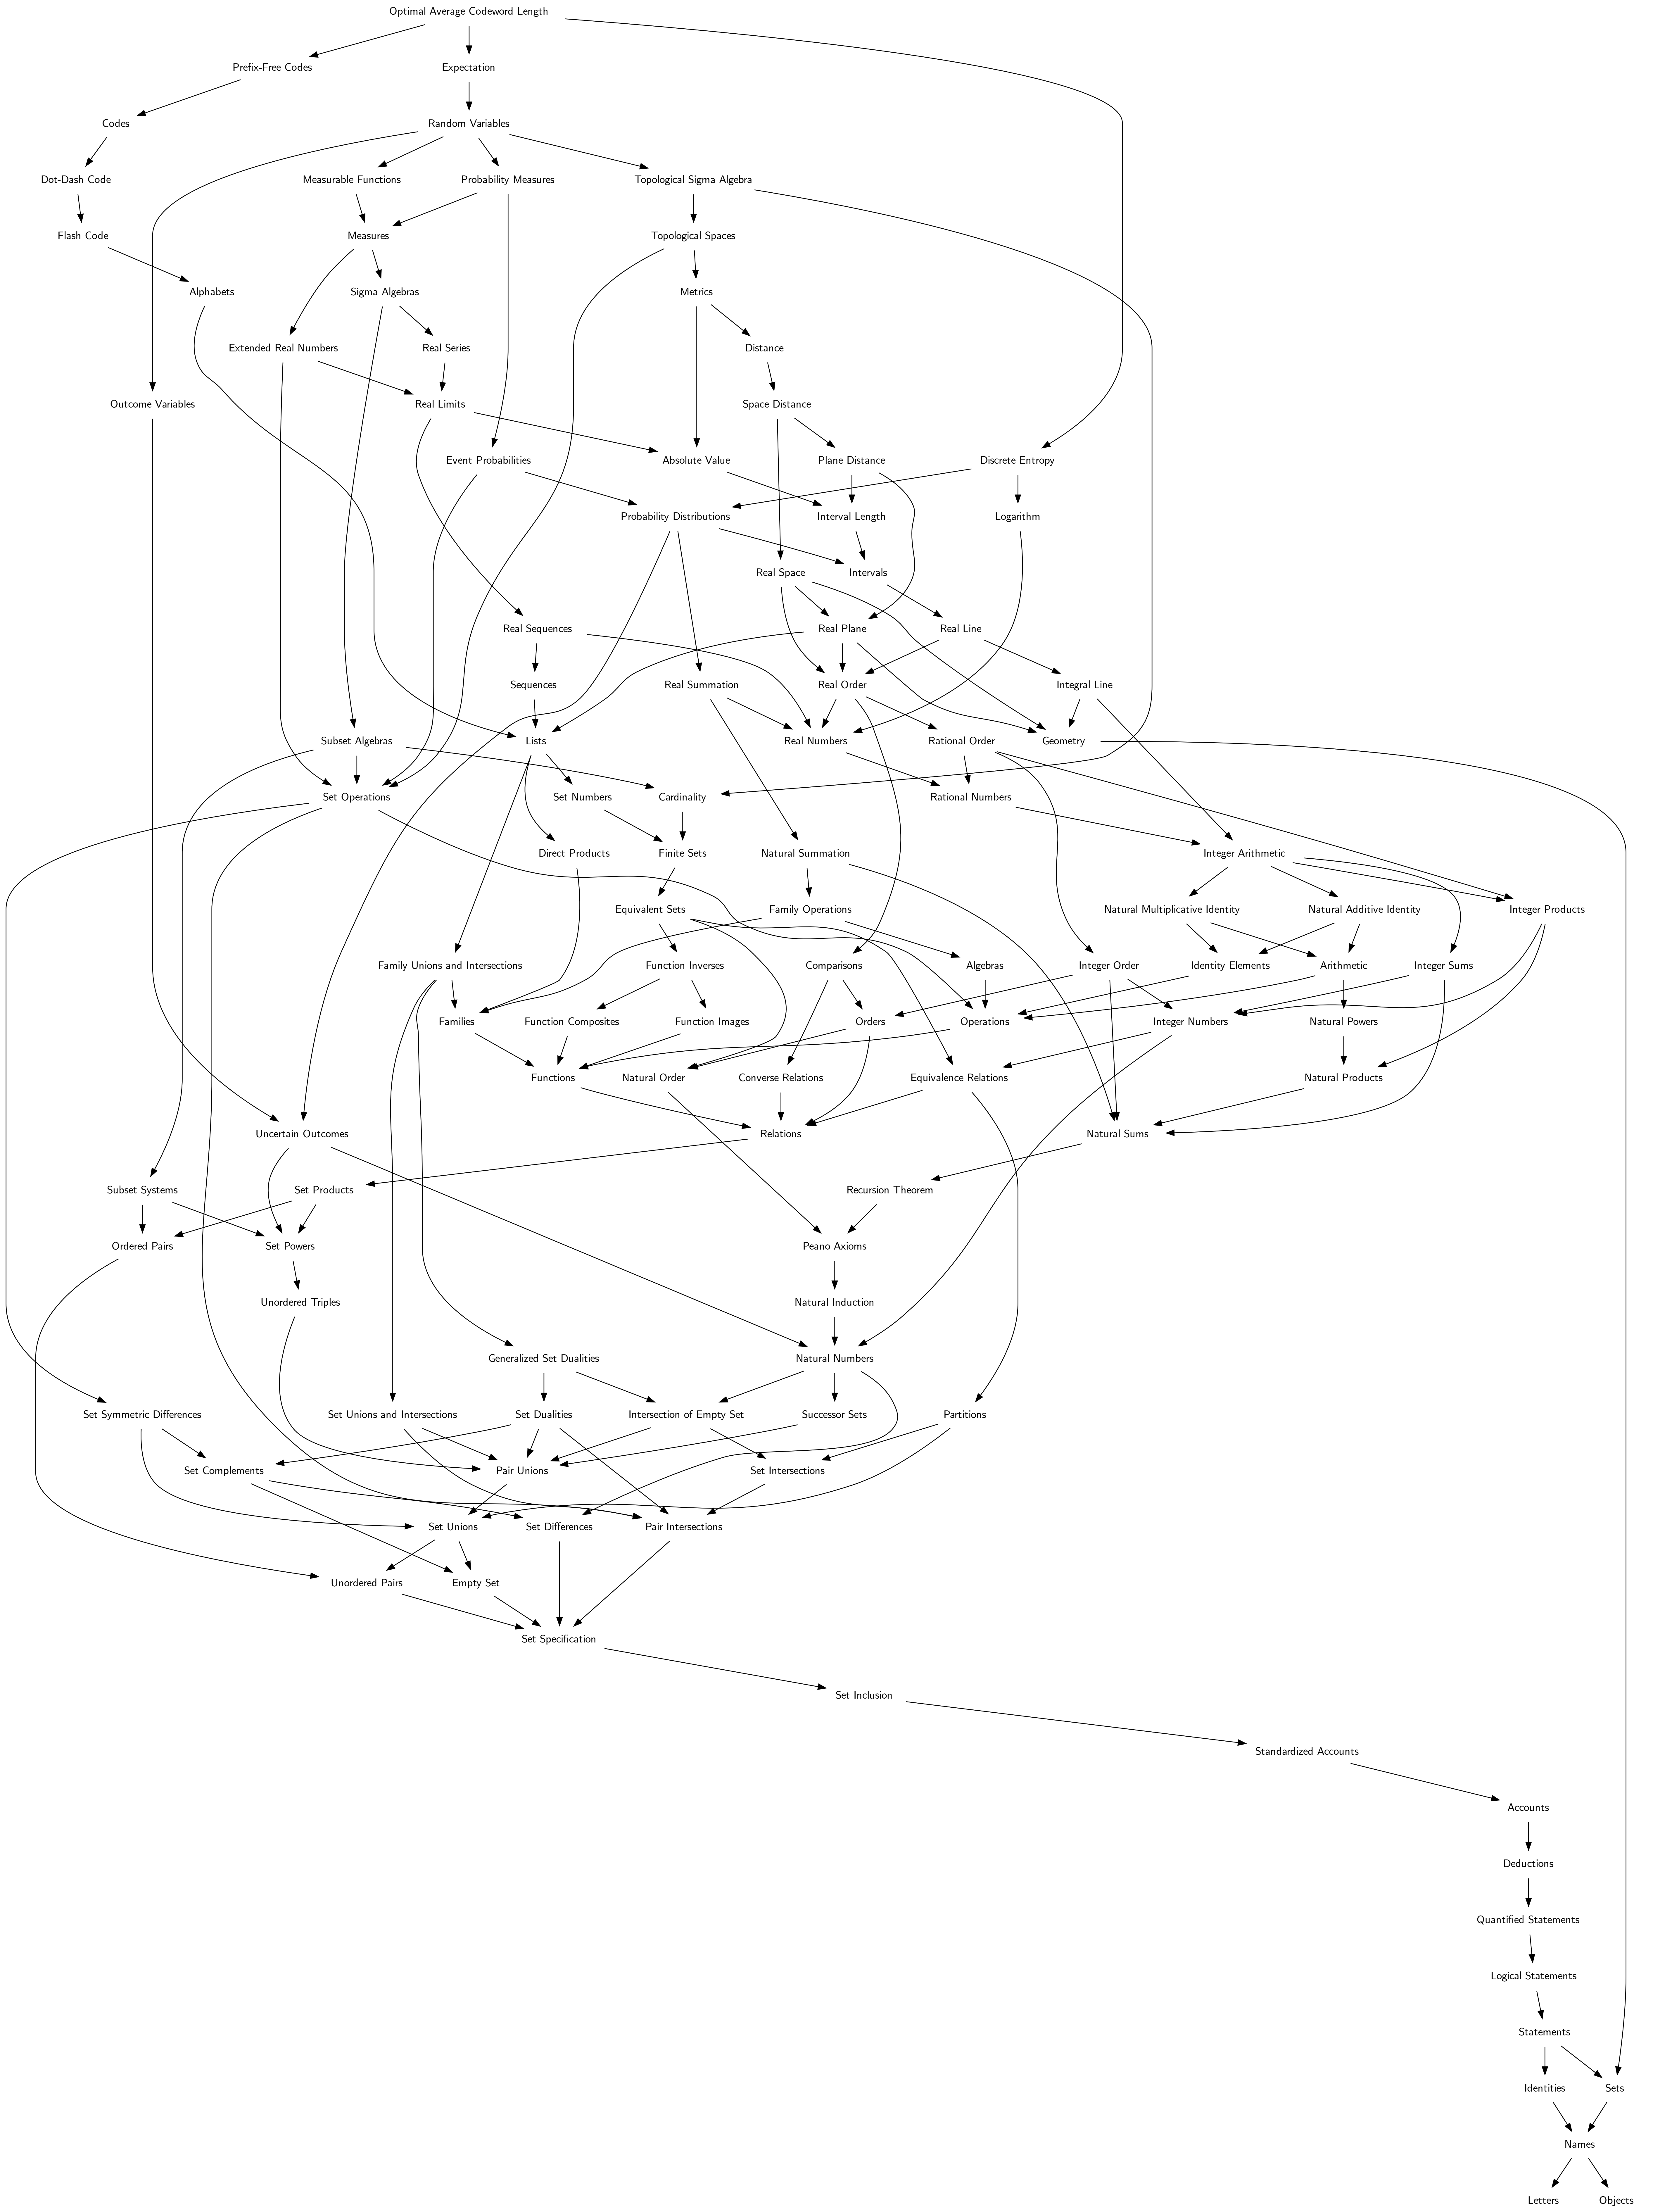 Optimal Average Codeword Length
Prefix-Free Codes
Expectation
Codes
Random Variables
Dot-Dash Code
Measurable Functions
Probability Measures
Topological Sigma Algebra
Flash Code
Measures
Topological Spaces
Alphabets
Sigma Algebras
Metrics
Extended Real Numbers
Real Series
Distance
Outcome Variables
Real Limits
Space Distance
Event Probabilities
Absolute Value
Plane Distance
Discrete Entropy
Probability Distributions
Interval Length
Logarithm
Real Space
Intervals
Real Sequences
Real Plane
Real Line
Sequences
Real Summation
Real Order
Integral Line
Subset Algebras
Lists
Real Numbers
Rational Order
Geometry
Set Operations
Set Numbers
Cardinality
Rational Numbers
Direct Products
Finite Sets
Natural Summation
Integer Arithmetic
Equivalent Sets
Family Operations
Natural Multiplicative Identity
Natural Additive Identity
Integer Products
Family Unions and Intersections
Function Inverses
Comparisons
Algebras
Integer Order
Identity Elements
Arithmetic
Integer Sums
Families
Function Composites
Function Images
Orders
Operations
Integer Numbers
Natural Powers
Functions
Natural Order
Converse Relations
Equivalence Relations
Natural Products
Uncertain Outcomes
Relations
Natural Sums
Subset Systems
Set Products
Recursion Theorem
Ordered Pairs
Set Powers
Peano Axioms
Unordered Triples
Natural Induction
Generalized Set Dualities
Natural Numbers
Set Symmetric Differences
Set Unions and Intersections
Set Dualities
Intersection of Empty Set
Successor Sets
Partitions
Set Complements
Pair Unions
Set Intersections
Set Unions
Set Differences
Pair Intersections
Unordered Pairs
Empty Set
Set Specification
Set Inclusion
Standardized Accounts
Accounts
Deductions
Quantified Statements
Logical Statements
Statements
Identities
Sets
Names
Letters
Objects